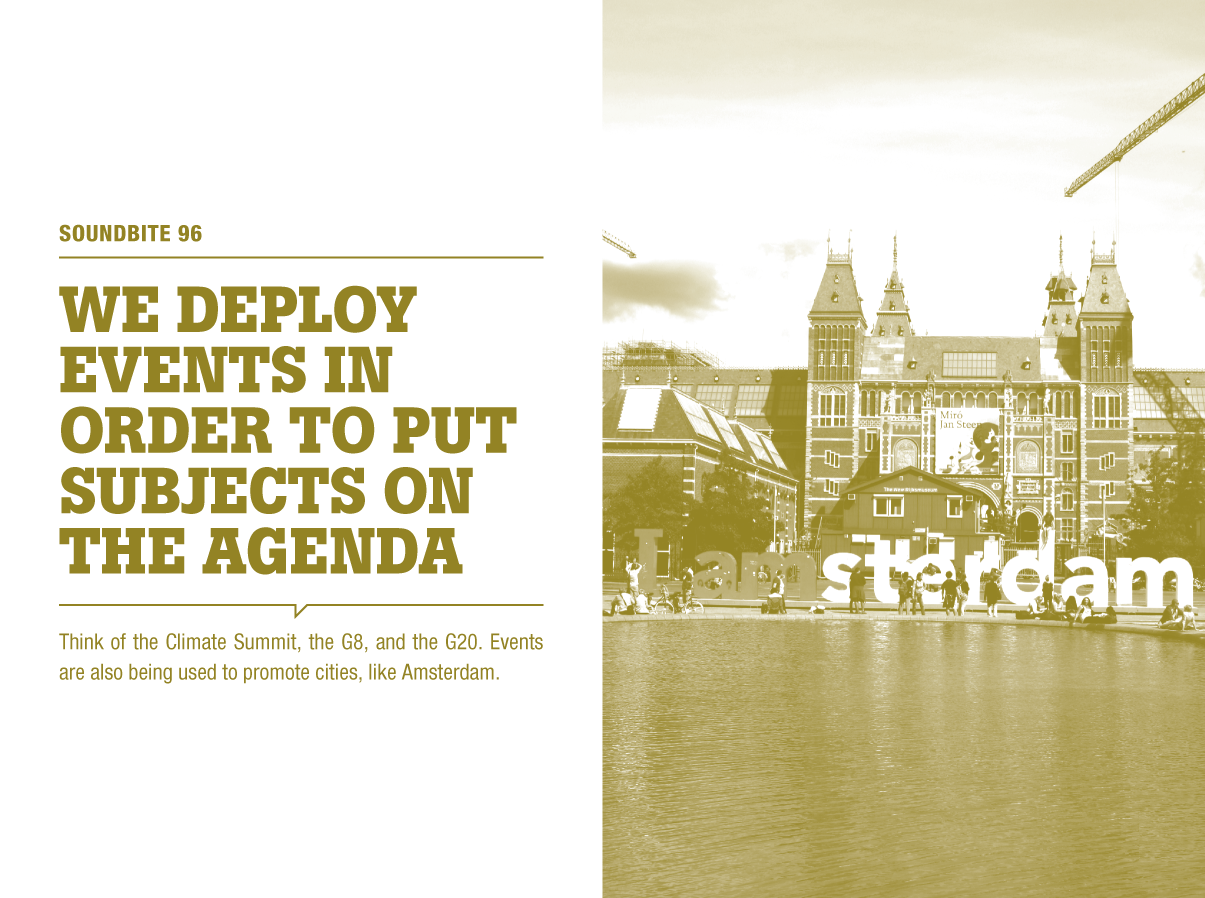 SOUNDBITE 96
WE DEPLOY
EVENTS IN
ORDER TO PUT
SUBJECTS ON
THE AGENDA
Think of the Climate Summit, the G8, and the G20. Events
are also being used to promote cities, like Amsterdam.
Miró
Jan Steen
I amsterdam